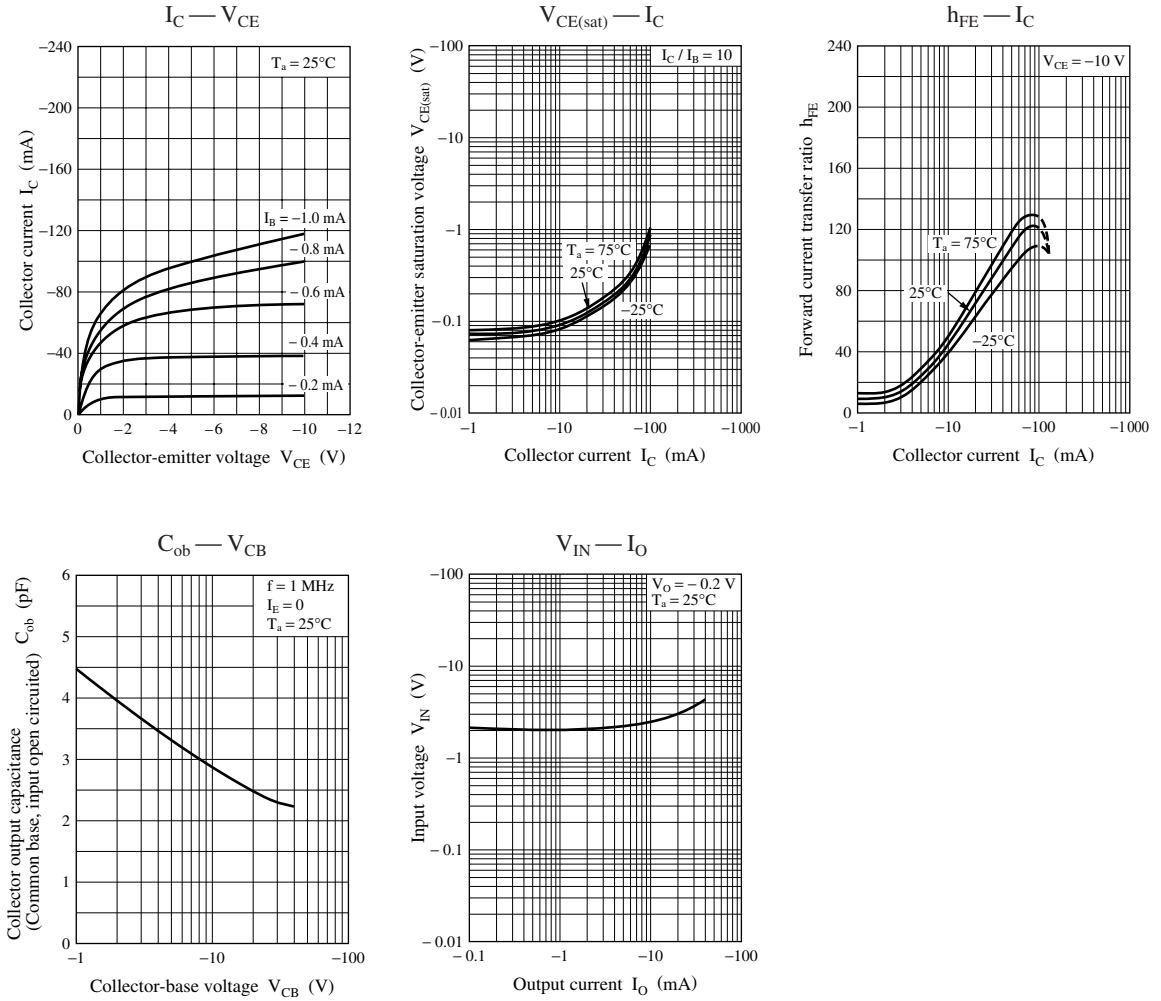 I_C — V_CE
−240
−200
−160
−120
−80
−40
0
0
−2
−4
−6
−8
−10
−12
T_a = 25°C
I_B = −1.0 mA
− 0.8 mA
− 0.6 mA
− 0.4 mA
− 0.2 mA
Collector current I_C (mA)
Collector-emitter voltage V_CE (V)
V_CE(sat) — I_C
−100
−10
−1
− 0.1
− 0.01
−1
−10
−100
−1 000
I_C / I_B = 10
T_a = 75°C
25°C
−25°C
Collector-emitter saturation voltage V_CE(sat) (V)
Collector current I_C (mA)
h_FE — I_C
240
200
160
120
80
40
0
−1
−10
−100
−1 000
V_CE = −10 V
T_a = 75°C
25°C
−25°C
Forward current transfer ratio h_FE
Collector current I_C (mA)
C_ob — V_CB
6
5
4
3
2
1
0
−1
−10
−100
f = 1 MHz
I_E = 0
T_a = 25°C
Collector output capacitance C_ob (pF)
(Common base, input open circuited)
Collector-base voltage V_CB (V)
V_IN — I_O
−100
−10
−1
− 0.1
− 0.01
− 0.1
−1
−10
−100
V_O = − 0.2 V
T_a = 25°C
Input voltage V_IN (V)
Output current I_O (mA)